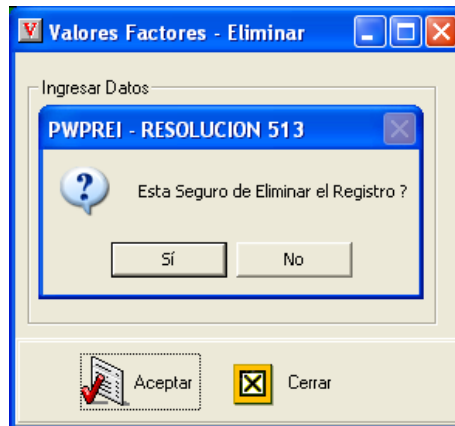 Valores Factores - Eliminar
Ingresar Datos
PWPREI - RESOLUCION 513
Esta Seguro de Eliminar el Registro ?
Sí
No
Aceptar
Cerrar